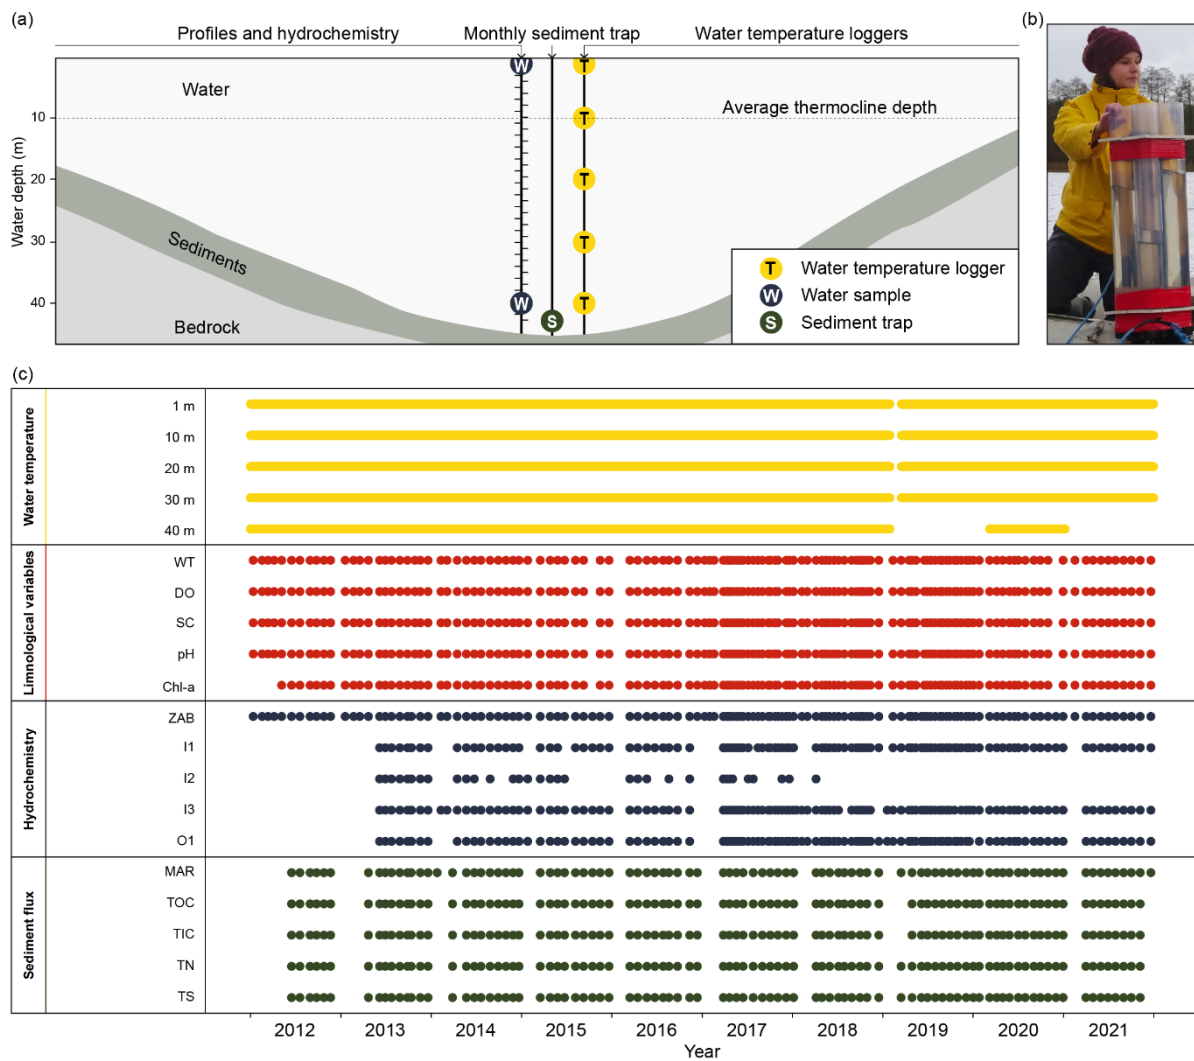 (a)
(b)
Profiles and hydrochemistry
Monthly sediment trap
Water temperature loggers
W
T
Water
Average thermocline depth
10
T
Water depth (m)
20
T
30
T
Sediments
40
W
T
S
Bedrock
T Water temperature logger
W Water sample
S Sediment trap
(c)
Water temperature
1 m
10 m
20 m
30 m
40 m
Limnological variables
WT
DO
SC
pH
Chl-a
Hydrochemistry
ZAB
I1
I2
I3
O1
Sediment flux
MAR
TOC
TIC
TN
TS
2012 2013 2014 2015 2016 2017 2018 2019 2020 2021
Year